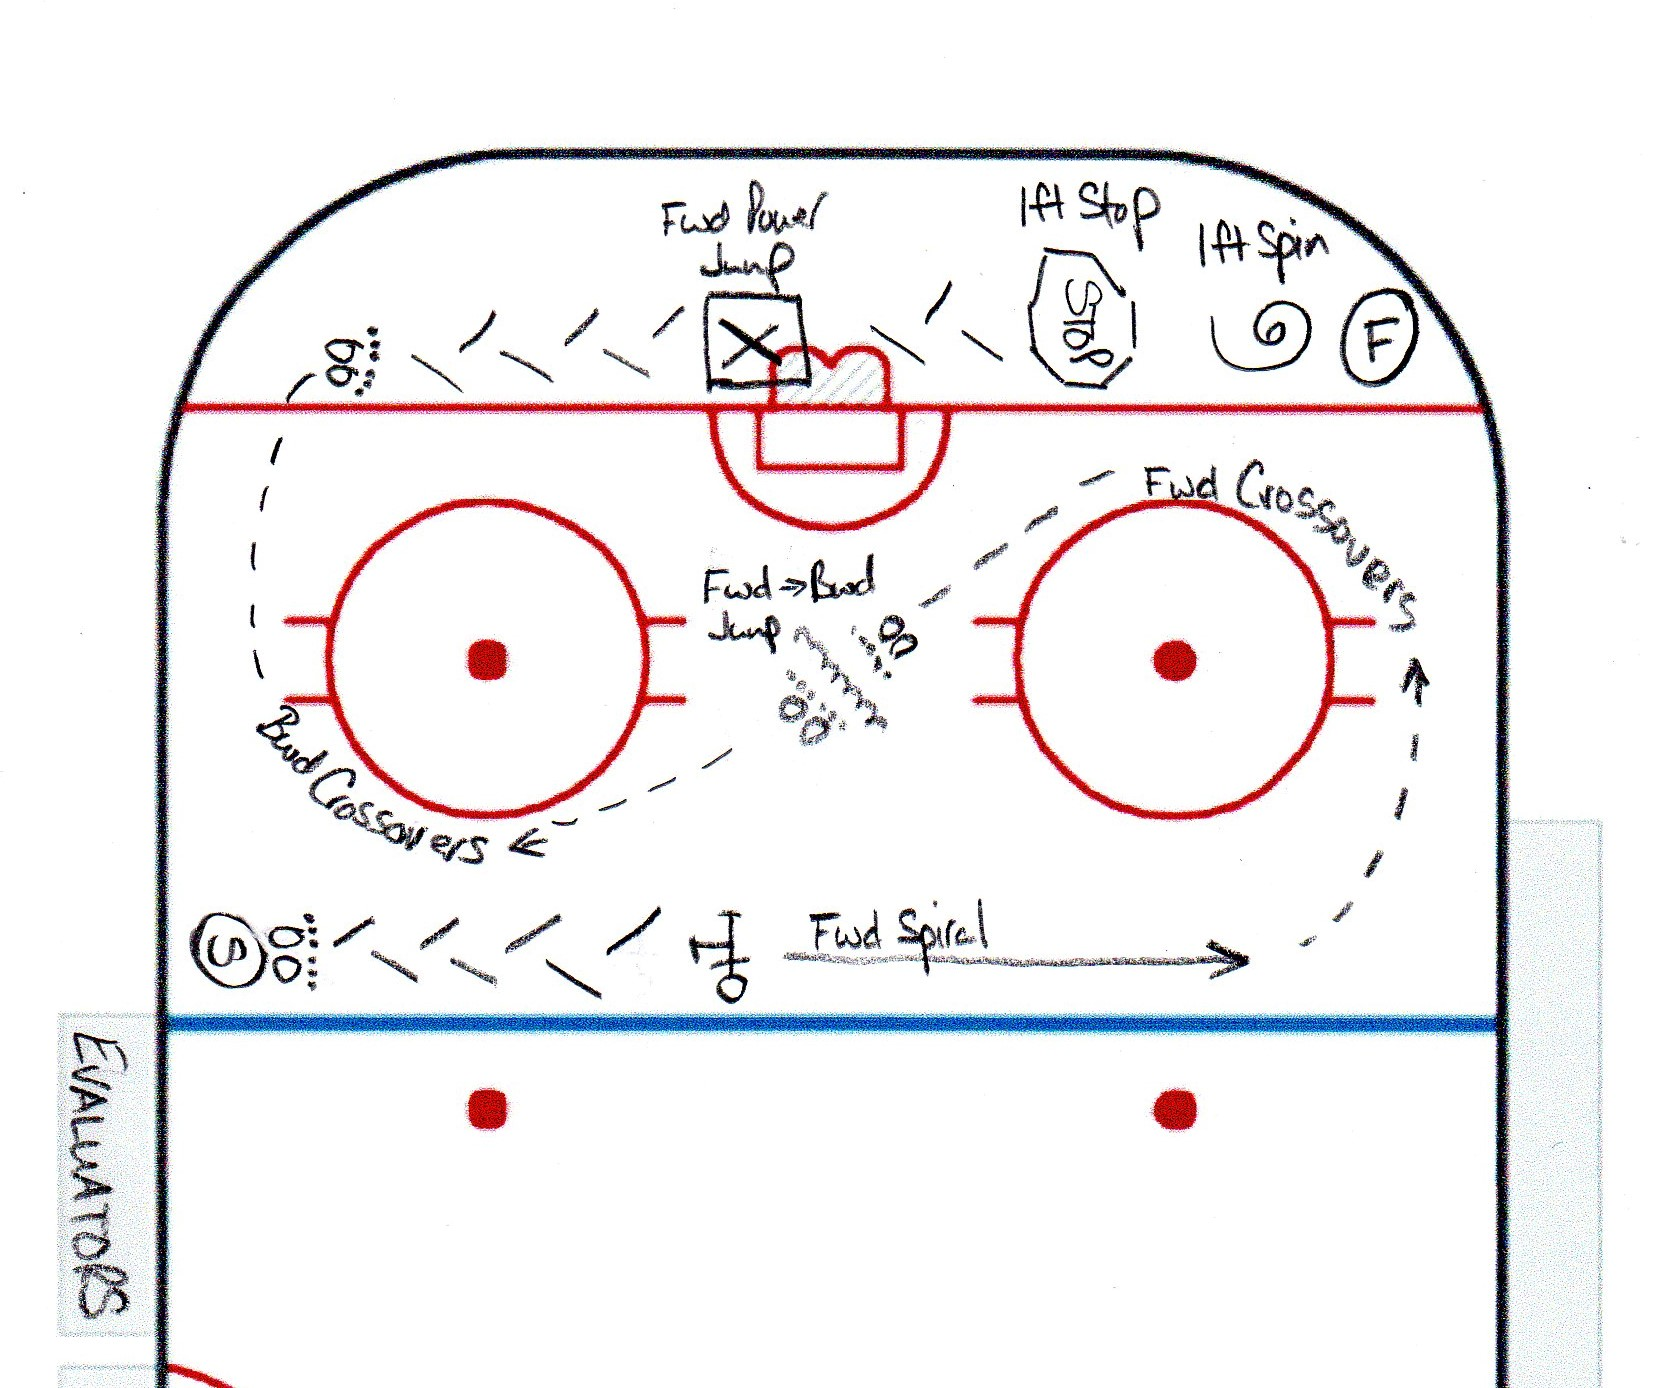 Fwd Power
Jump
1ft Stop
1ft Spin
STOP
F
Fwd Crossovers
Fwd → Bwd
Jump
Bwd Crossovers
S
Fwd Spiral
EVALUATORS